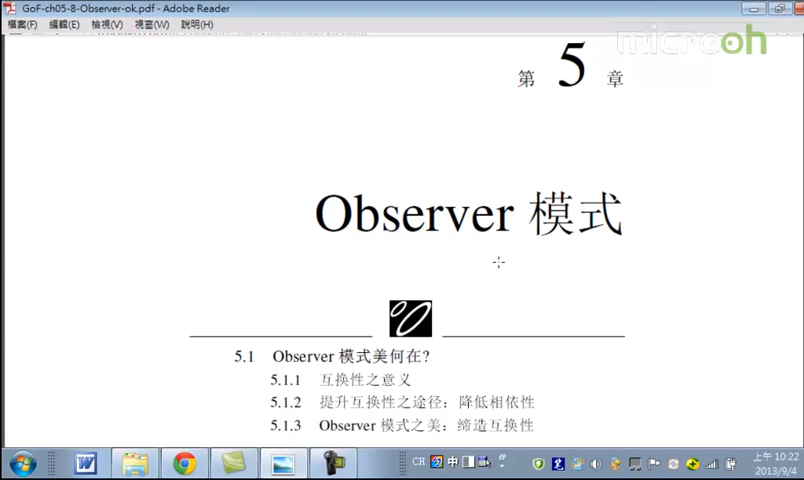 GoF-ch05-8-Observer-ok.pdf - Adobe Reader
檔案(F) 編輯(E) 檢視(V) 視窗(W) 說明(H)
microoh
第 5 章
Observer 模式
5.1 Observer 模式美何在?
5.1.1 互换性之意义
5.1.2 提升互换性之途径：降低相依性
5.1.3 Observer 模式之美：缔造互换性
CH 中
上午 10:22
2013/9/4